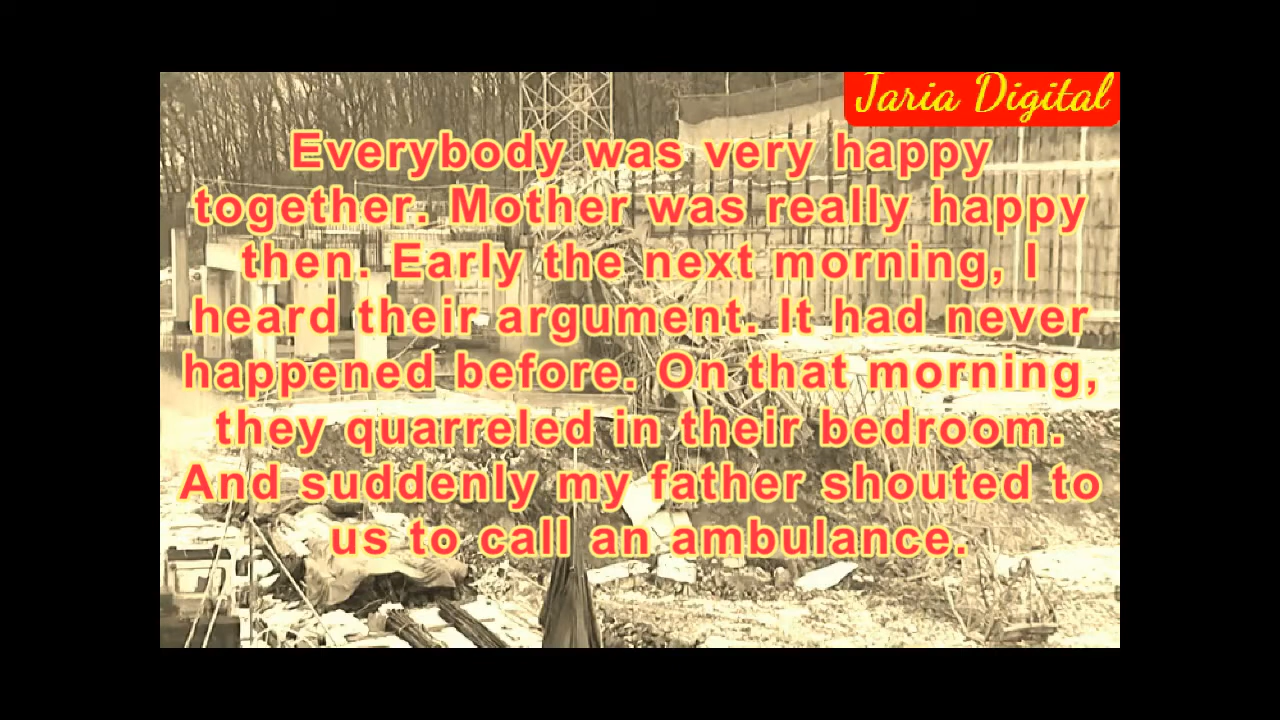 Jaria Digital
Everybody was very happy
together. Mother was really happy
then. Early the next morning, I
heard their argument. It had never
happened before. On that morning,
they quarreled in their bedroom.
And suddenly my father shouted to
us to call an ambulance.